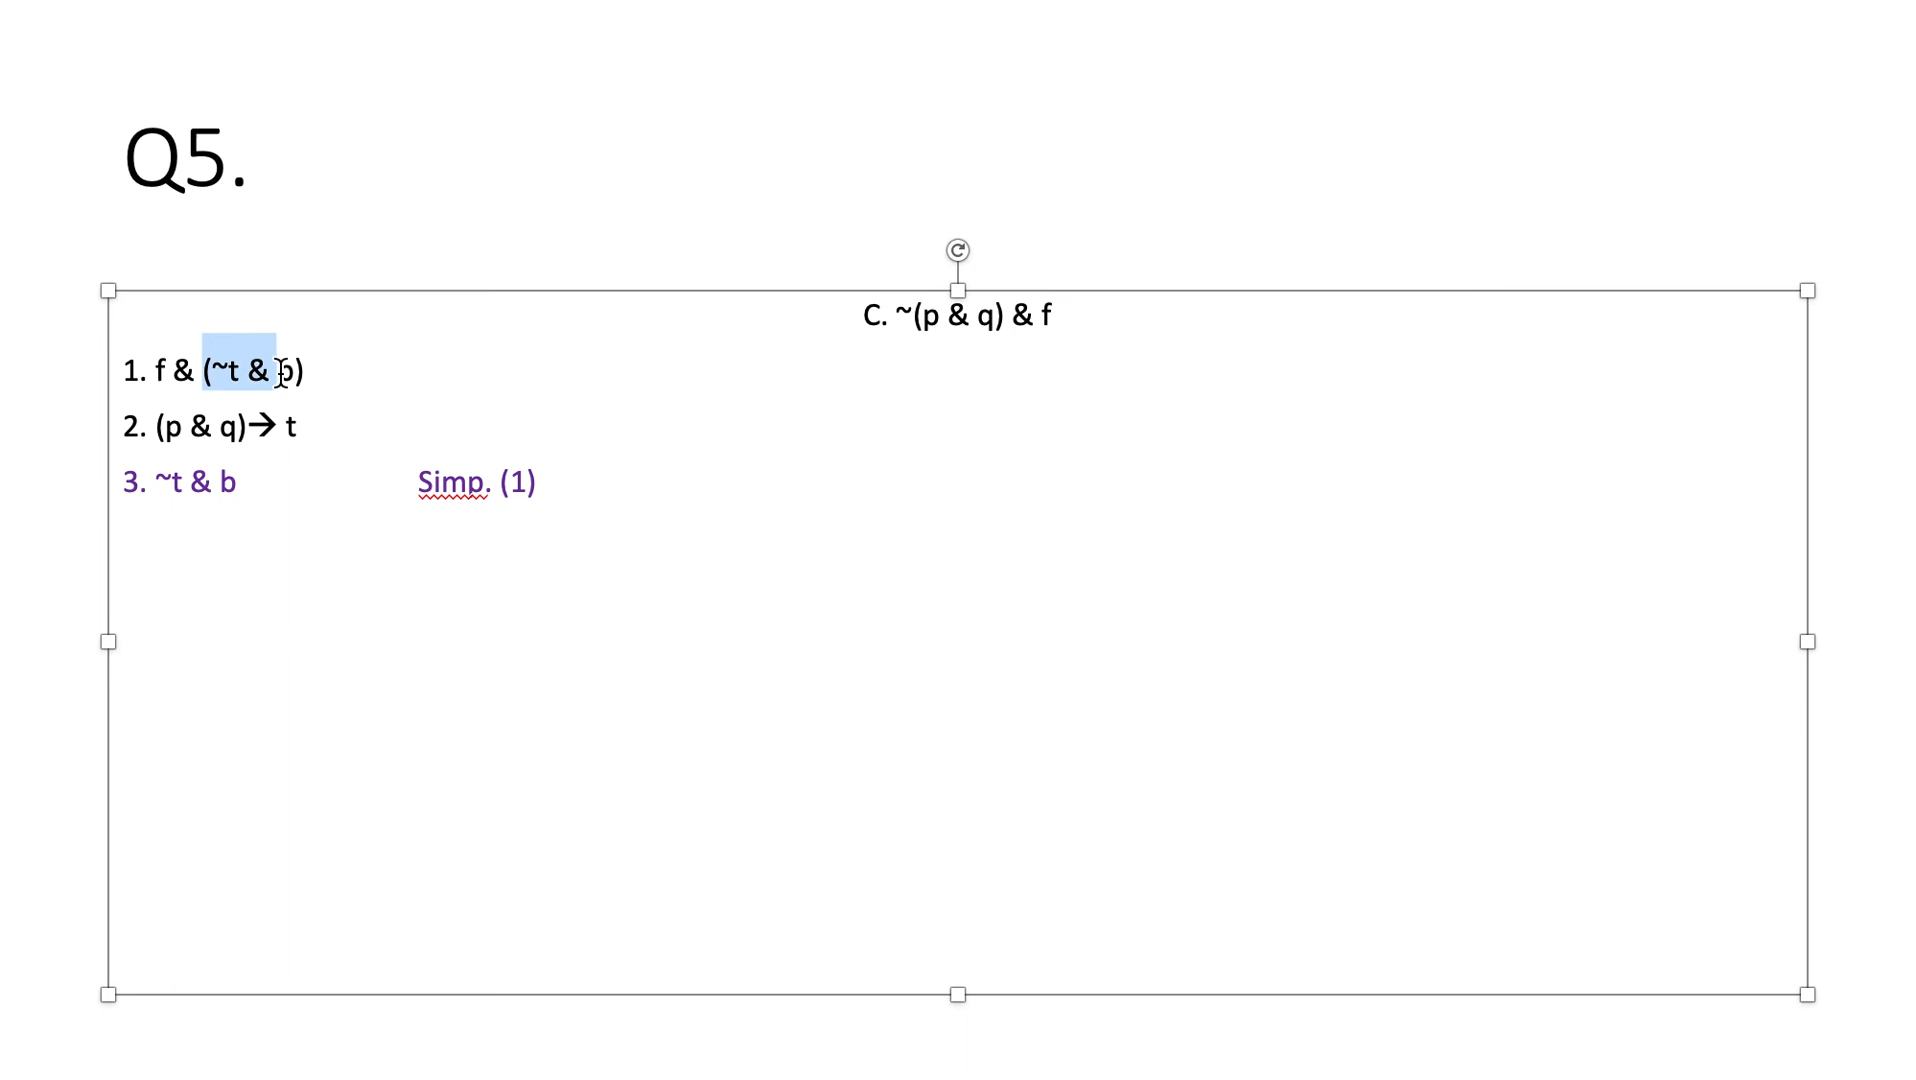 Q5.
C. ~(p & q) & f
1. f & (~t & b)
2. (p & q)→ t
3. ~t & b Simp. (1)